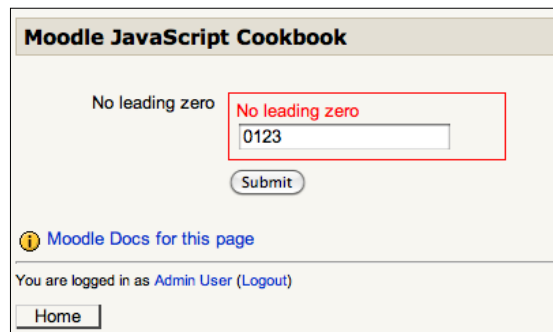 Moodle JavaScript Cookbook
No leading zero
No leading zero
0123
Submit
Moodle Docs for this page
You are logged in as Admin User (Logout)
Home